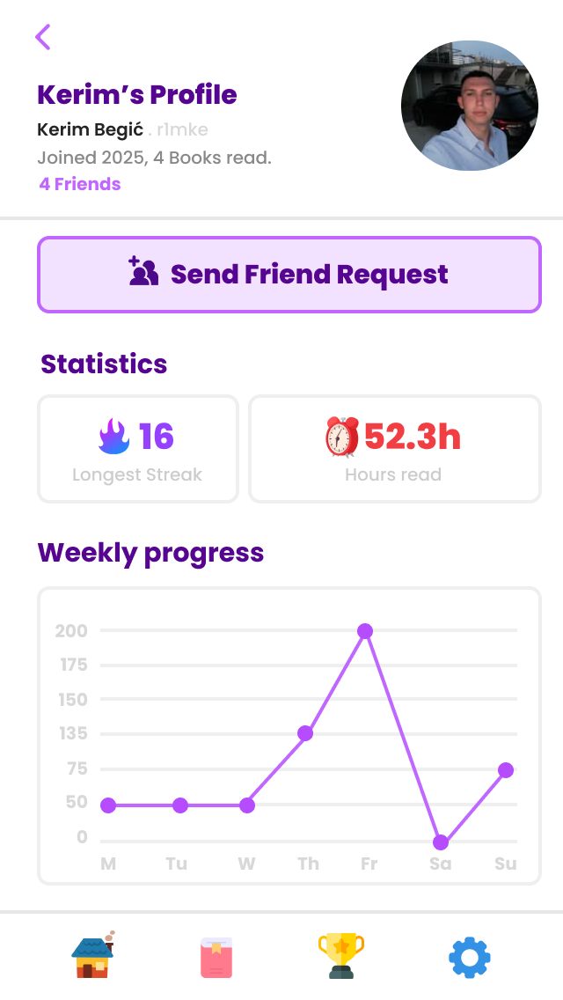 Kerim’s Profile
Kerim Begić . r1mke
Joined 2025, 4 Books read.
4 Friends
Send Friend Request
Statistics
16
Longest Streak
52.3h
Hours read
Weekly progress
200
175
150
135
75
50
0
M Tu W Th Fr Sa Su